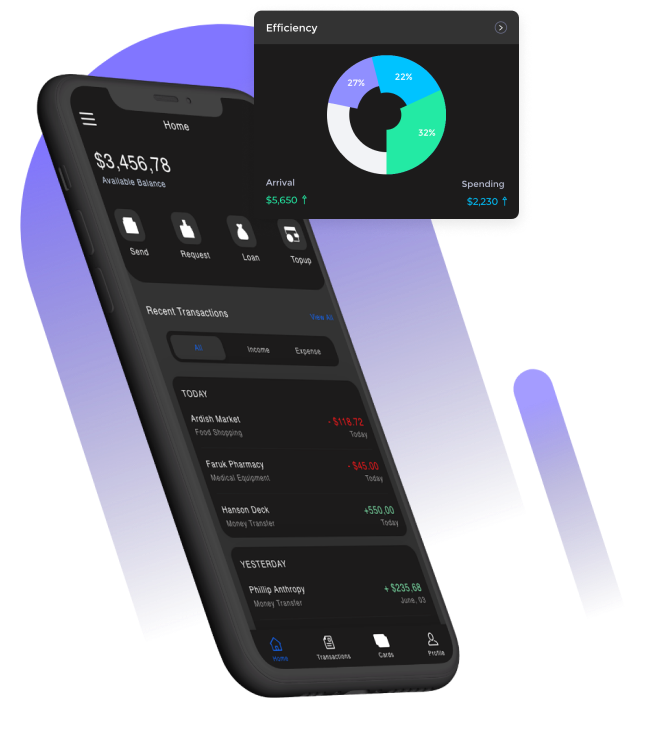 Efficiency
27%
22%
32%
Arrival
Spending
$5,650
$2,230
Home
$3,456,78
Available Balance
Send
Request
Loan
Topup
Recent Transactions
View All
All
Income
Expense
TODAY
Ardish Market
- $118.72
Food Shopping
Today
Faruk Pharmacy
- $45.00
Medical Equipment
Today
Hanson Deck
+550,00
Money Transfer
Today
YESTERDAY
Phillip Anthropy
+ $235.68
Money Transfer
June, 03
Home
Transactions
Cards
Profile